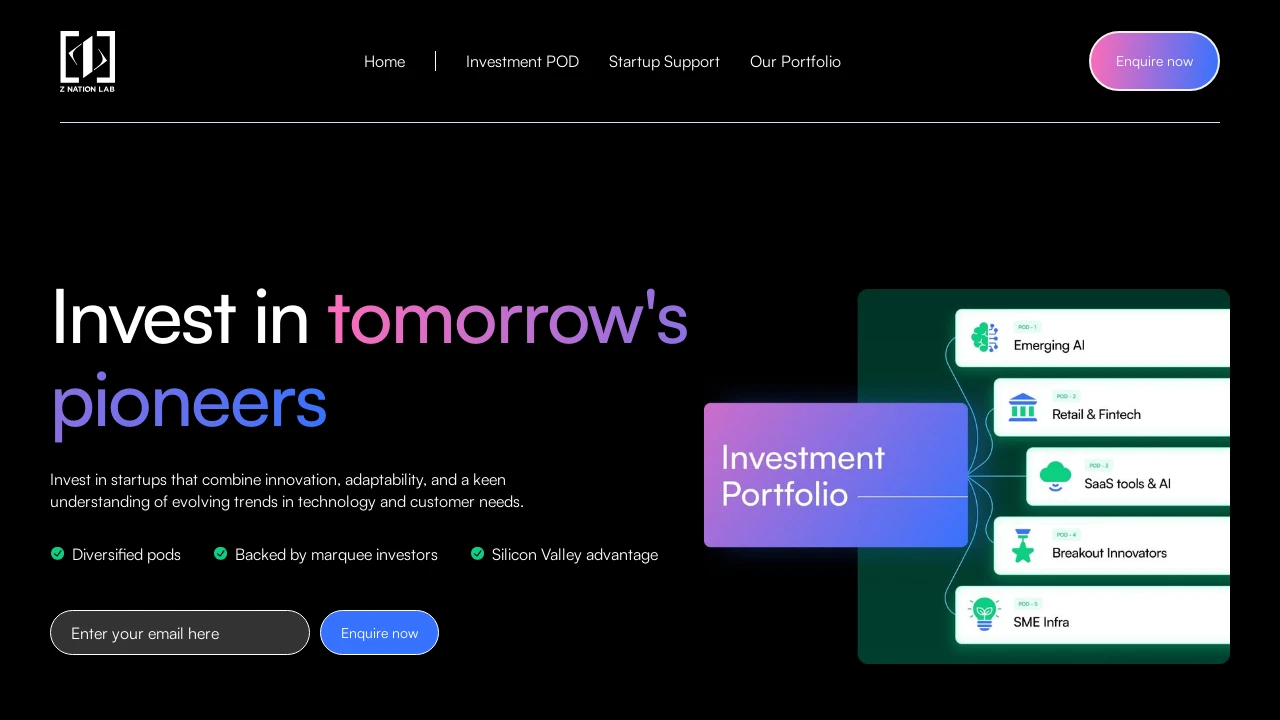 Z NATION LAB
Home
Investment POD
Startup Support
Our Portfolio
Enquire now
Invest in tomorrow's
pioneers
Invest in startups that combine innovation, adaptability, and a keen
understanding of evolving trends in technology and customer needs.
Diversified pods
Backed by marquee investors
Silicon Valley advantage
Enter your email here
Enquire now
Investment
Portfolio
POD - 1
Emerging AI
POD - 2
Retail & Fintech
POD - 3
SaaS tools & AI
POD - 4
Breakout Innovators
POD - 5
SME Infra